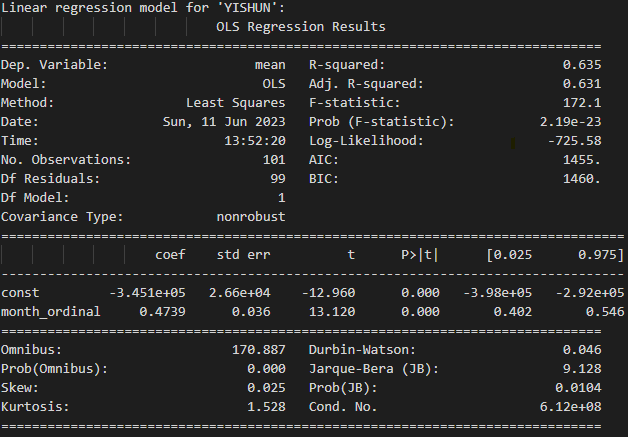 Linear regression model for 'YISHUN':
OLS Regression Results
==============================================================================
Dep. Variable: mean R-squared: 0.635
Model: OLS Adj. R-squared: 0.631
Method: Least Squares F-statistic: 172.1
Date: Sun, 11 Jun 2023 Prob (F-statistic): 2.19e-23
Time: 13:52:20 Log-Likelihood: -725.58
No. Observations: 101 AIC: 1455.
Df Residuals: 99 BIC: 1460.
Df Model: 1
Covariance Type: nonrobust
=================================================================================
coef std err t P>|t| [0.025 0.975]
---------------------------------------------------------------------------------
const -3.451e+05 2.66e+04 -12.960 0.000 -3.98e+05 -2.92e+05
month_ordinal 0.4739 0.036 13.120 0.000 0.402 0.546
==============================================================================
Omnibus: 170.887 Durbin-Watson: 0.046
Prob(Omnibus): 0.000 Jarque-Bera (JB): 9.128
Skew: 0.025 Prob(JB): 0.0104
Kurtosis: 1.528 Cond. No. 6.12e+08
==============================================================================